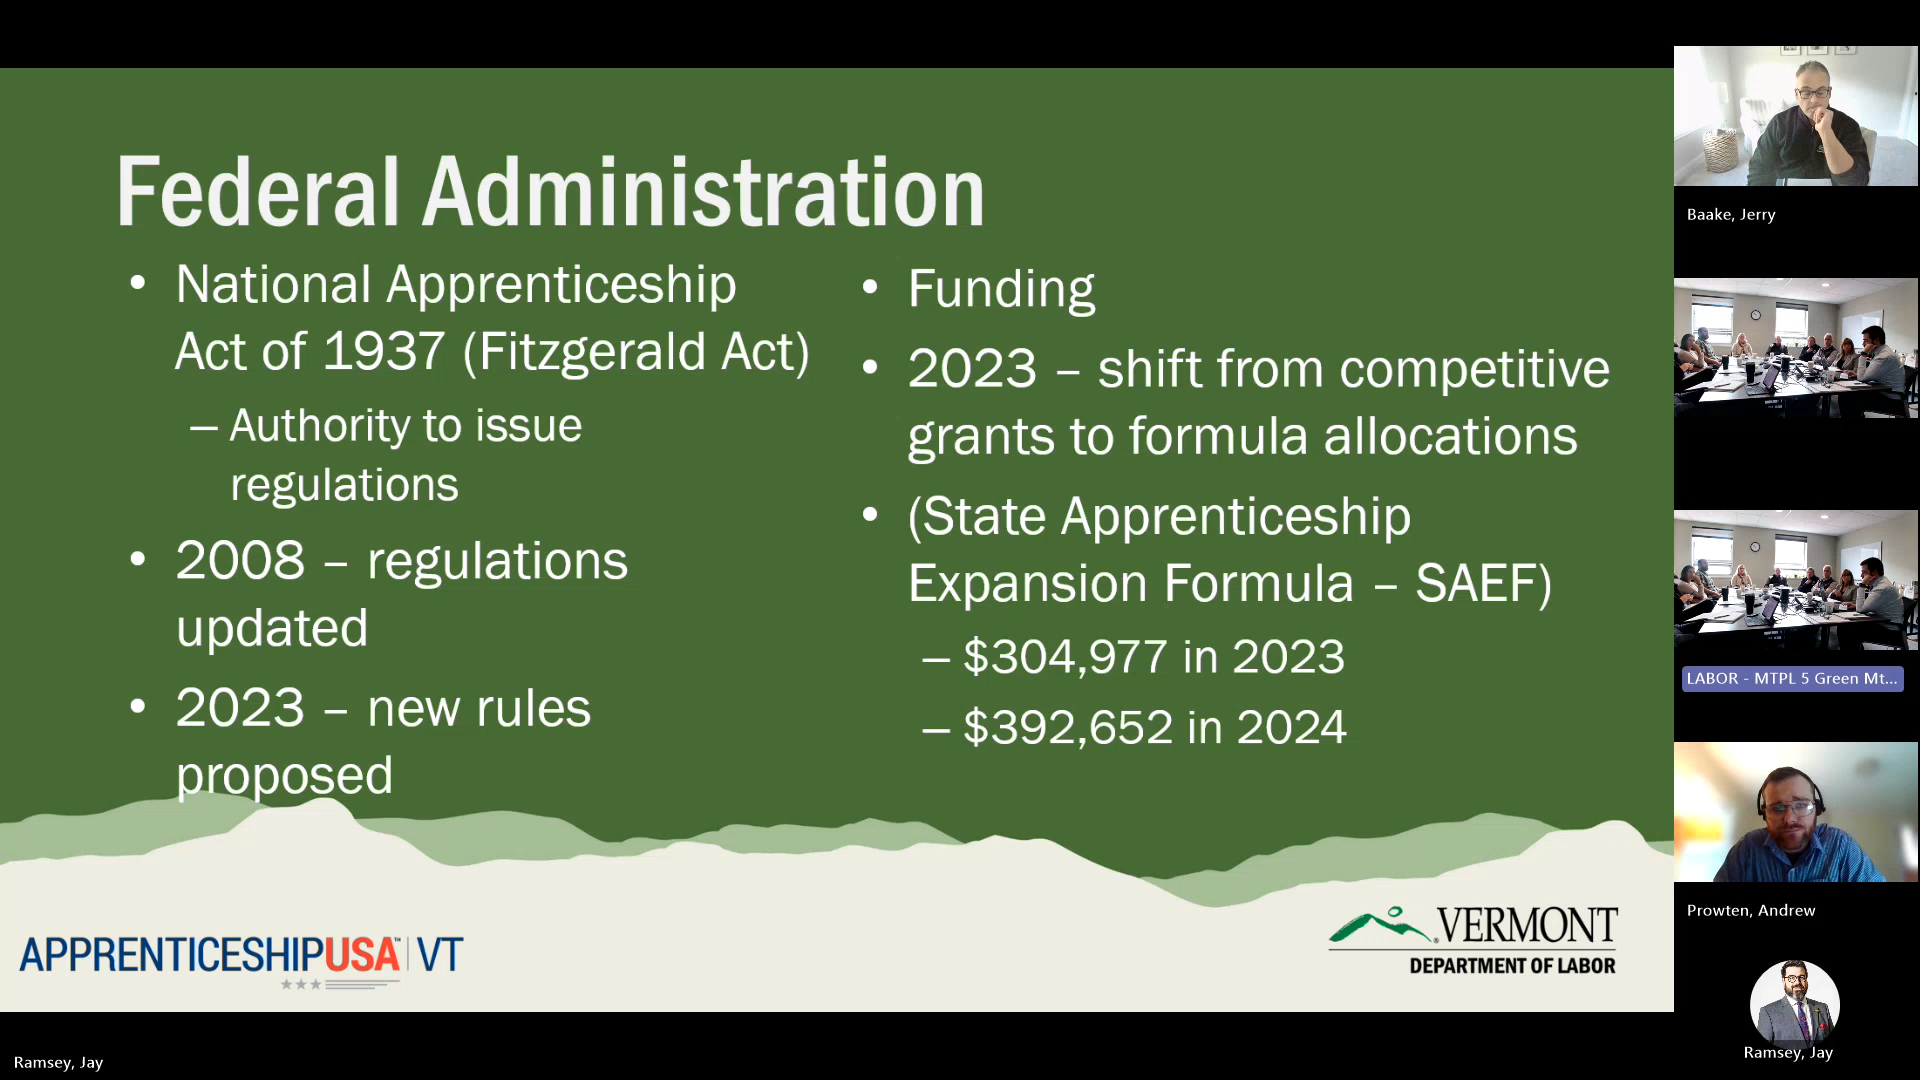 Federal Administration
• National Apprenticeship
Act of 1937 (Fitzgerald Act)
– Authority to issue
regulations
• 2008 – regulations
updated
• 2023 – new rules
proposed
• Funding
• 2023 – shift from competitive
grants to formula allocations
• (State Apprenticeship
Expansion Formula – SAEF)
– $304,977 in 2023
– $392,652 in 2024
APPRENTICESHIPUSA™ | VT
VERMONT
DEPARTMENT OF LABOR
Baake, Jerry
LABOR - MTPL 5 Green Mt...
Prowten, Andrew
Ramsey, Jay
Ramsey, Jay